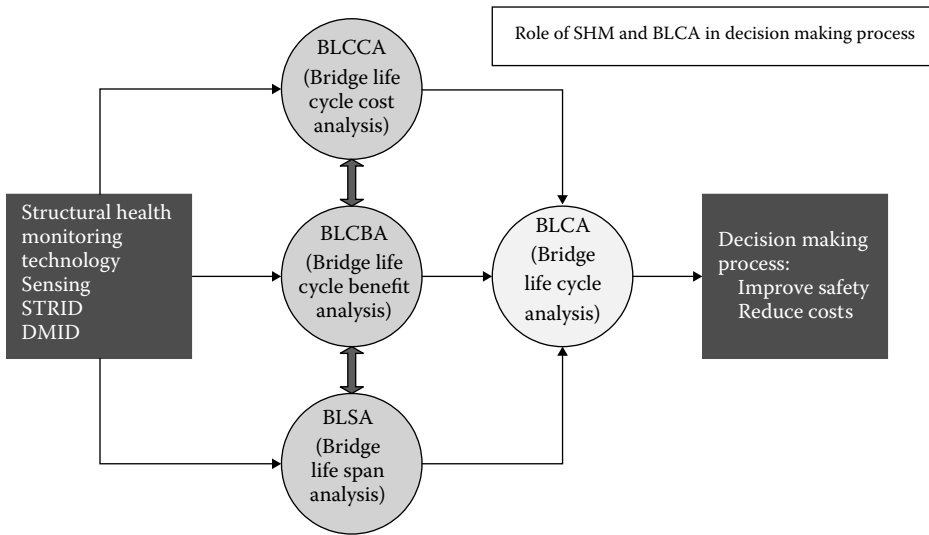 Role of SHM and BLCA in decision making process
BLCCA
(Bridge life
cycle cost
analysis)
Structural health
monitoring
technology
Sensing
STRID
DMID
BLCBA
(Bridge life
cycle benefit
analysis)
BLCA
(Bridge
life cycle
analysis)
Decision making
process:
Improve safety
Reduce costs
BLSA
(Bridge
life span
analysis)